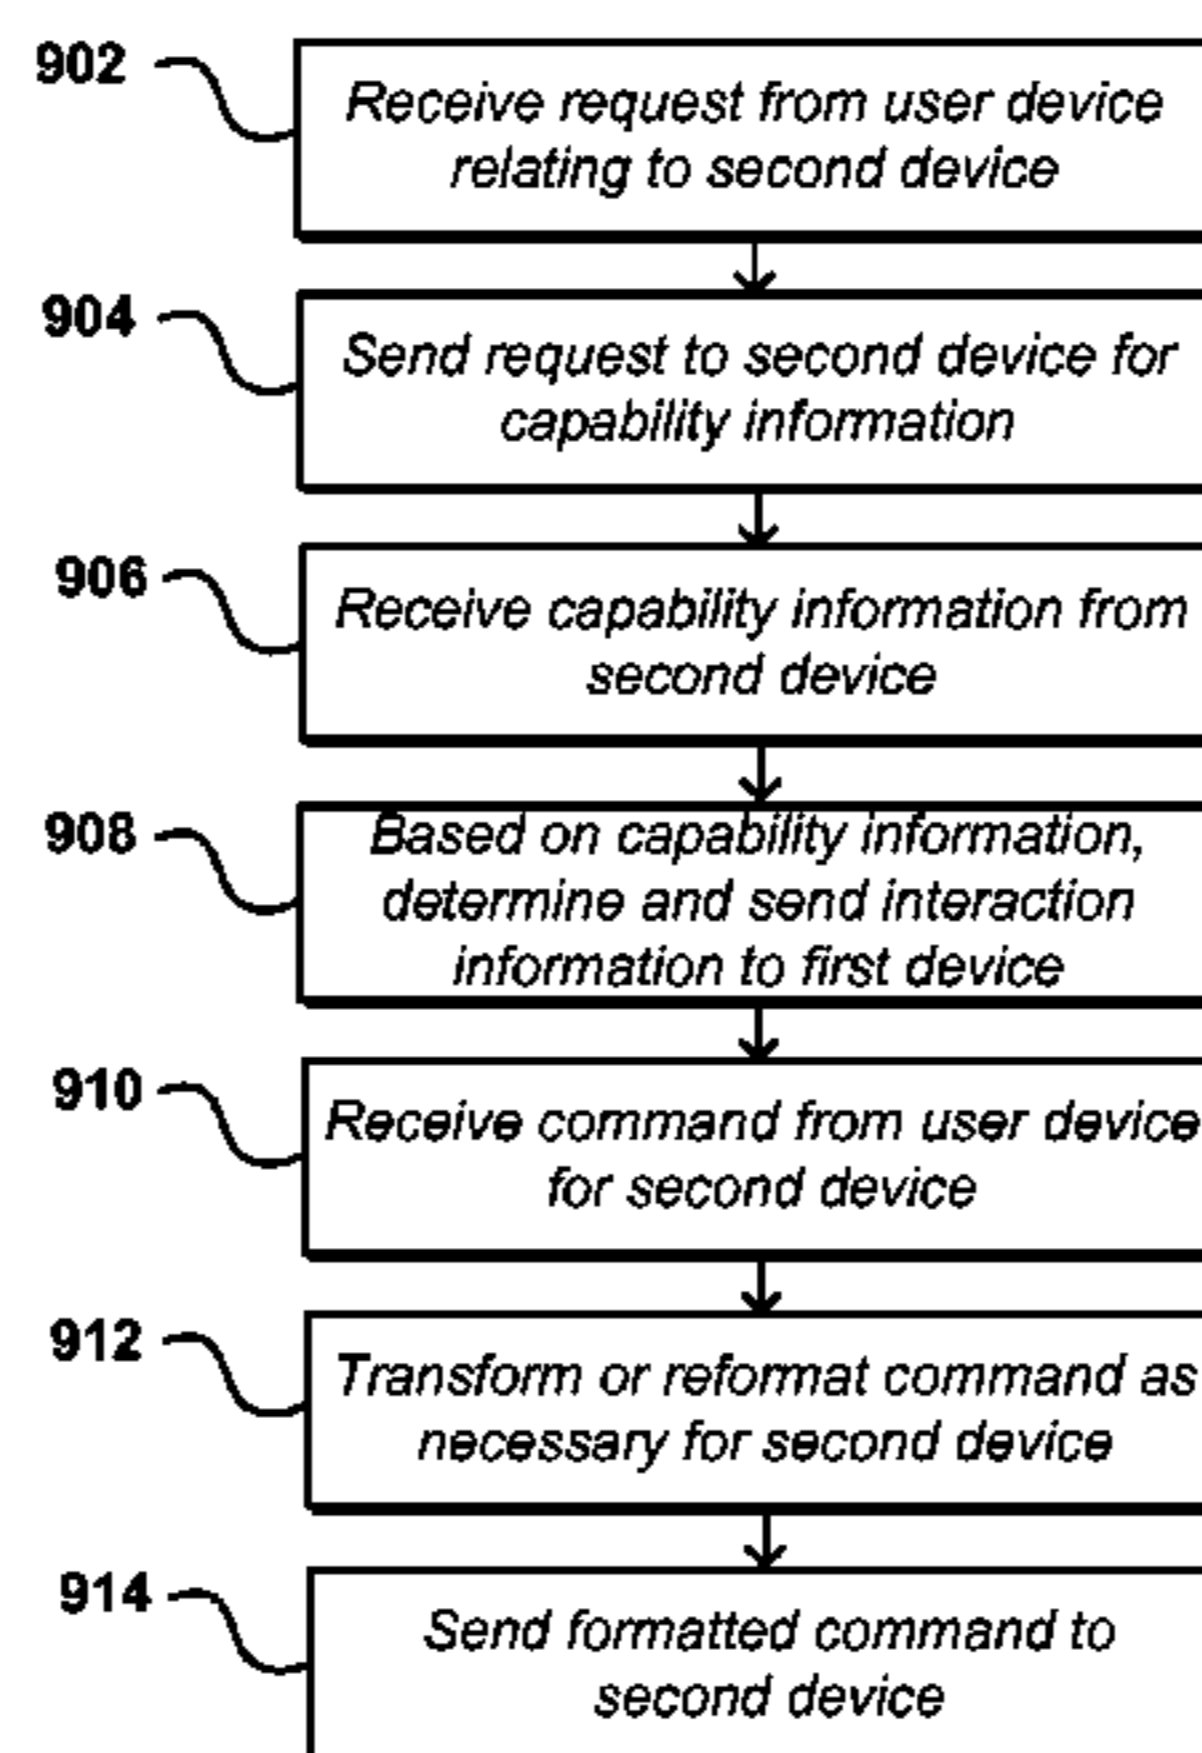 902
Receive request from user device
relating to second device
904
Send request to second device for
capability information
906
Receive capability information from
second device
908
Based on capability information,
determine and send interaction
information to first device
910
Receive command from user device
for second device
912
Transform or reformat command as
necessary for second device
914
Send formatted command to
second device